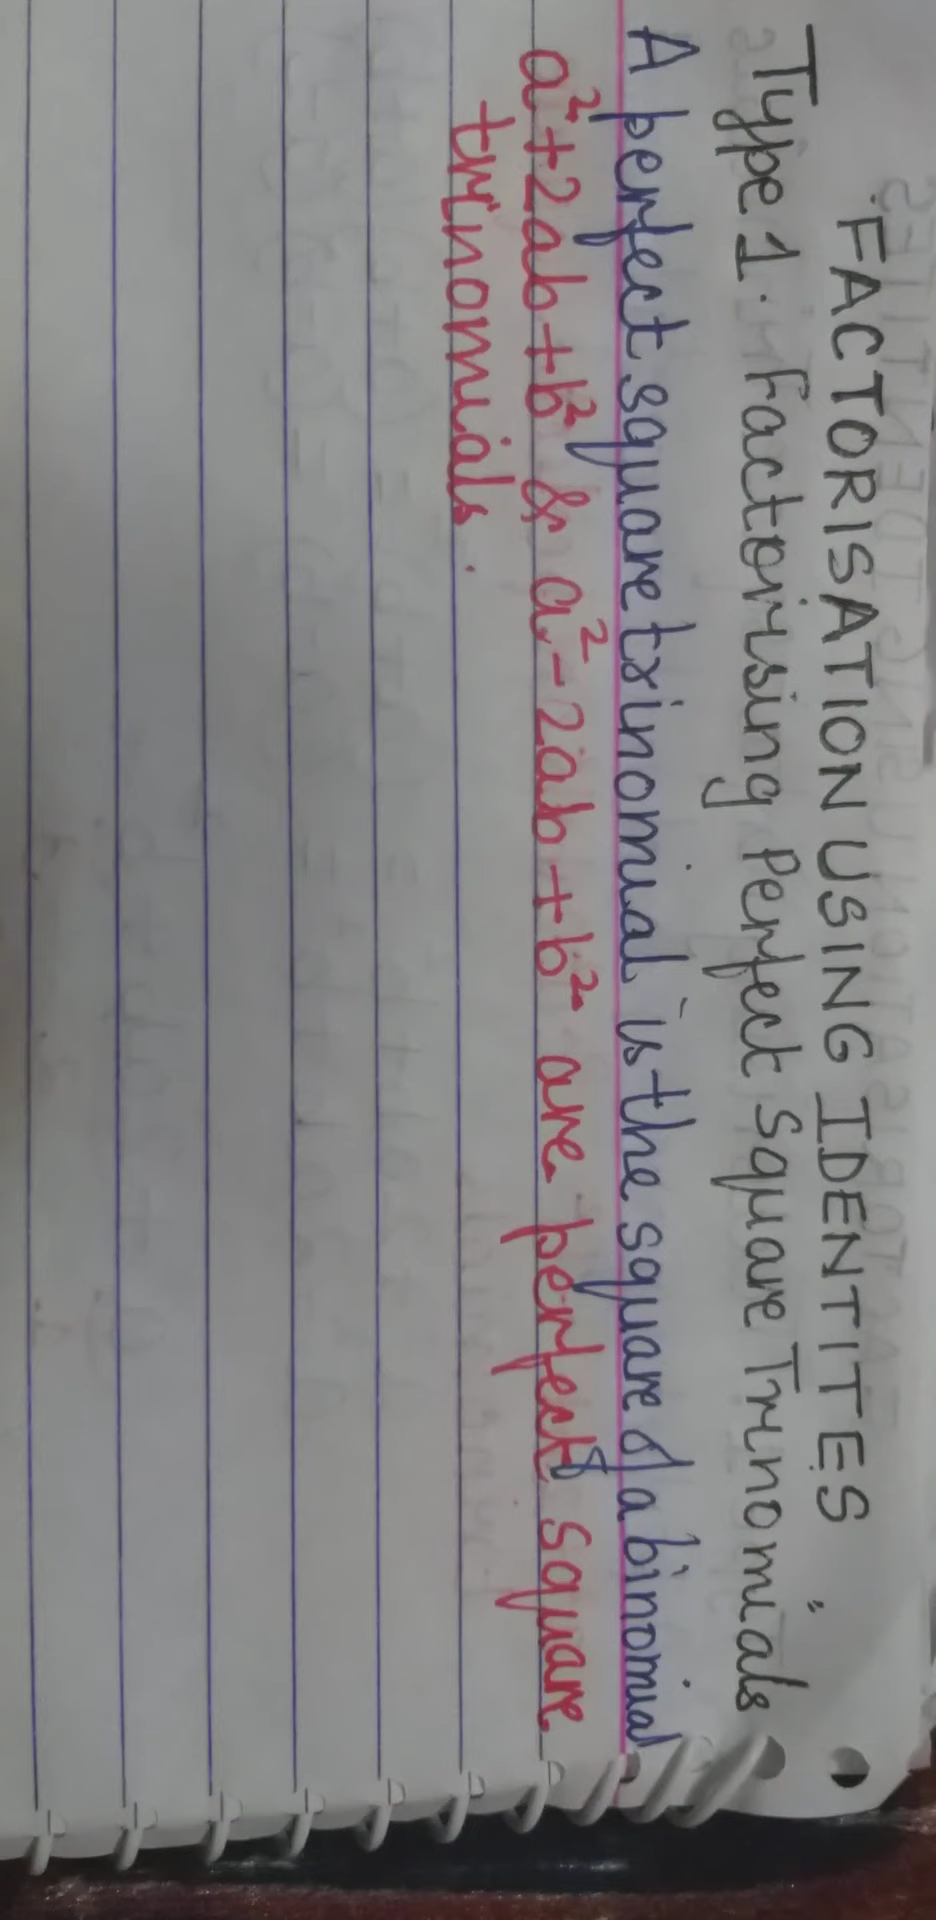 FACTORISATION USING IDENTITES
Type 1. Factorising Perfect Square Trinomials
A perfect square trinomial is the square of a binomial
a²+2ab+b² & a²-2ab+b² are perfect square
trinomials.